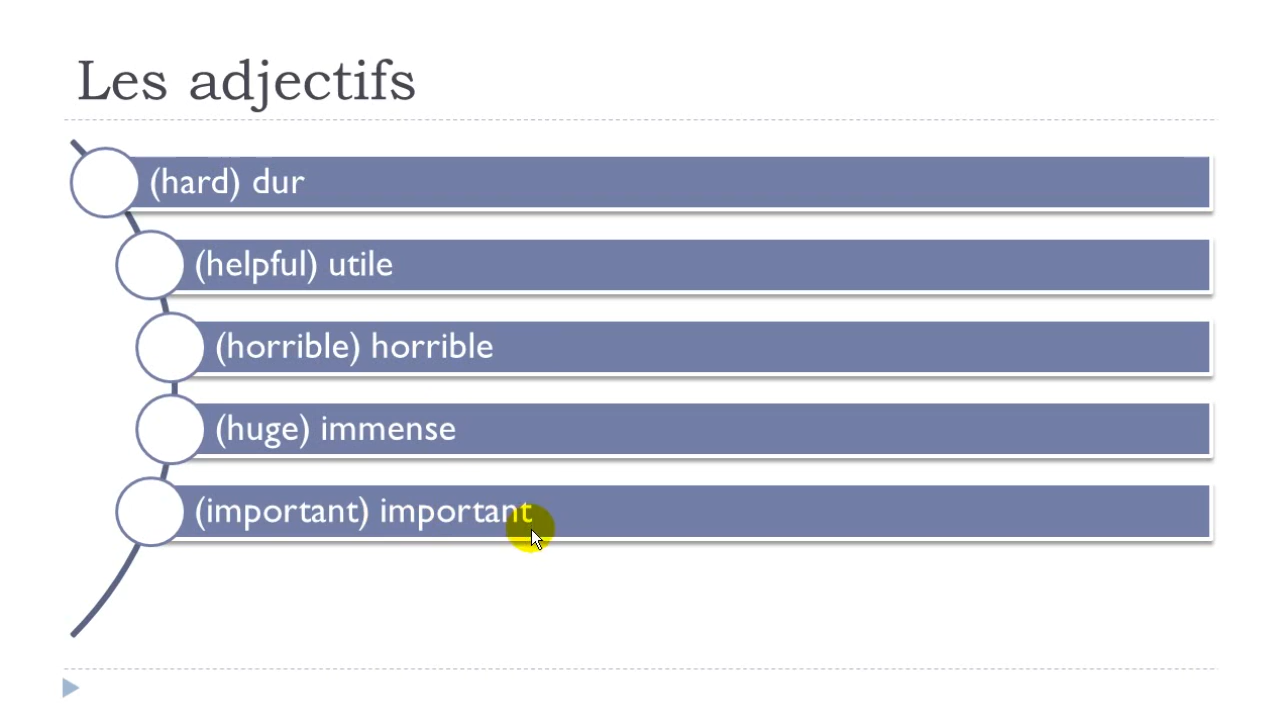 Les adjectifs
(hard) dur
(helpful) utile
(horrible) horrible
(huge) immense
(important) important